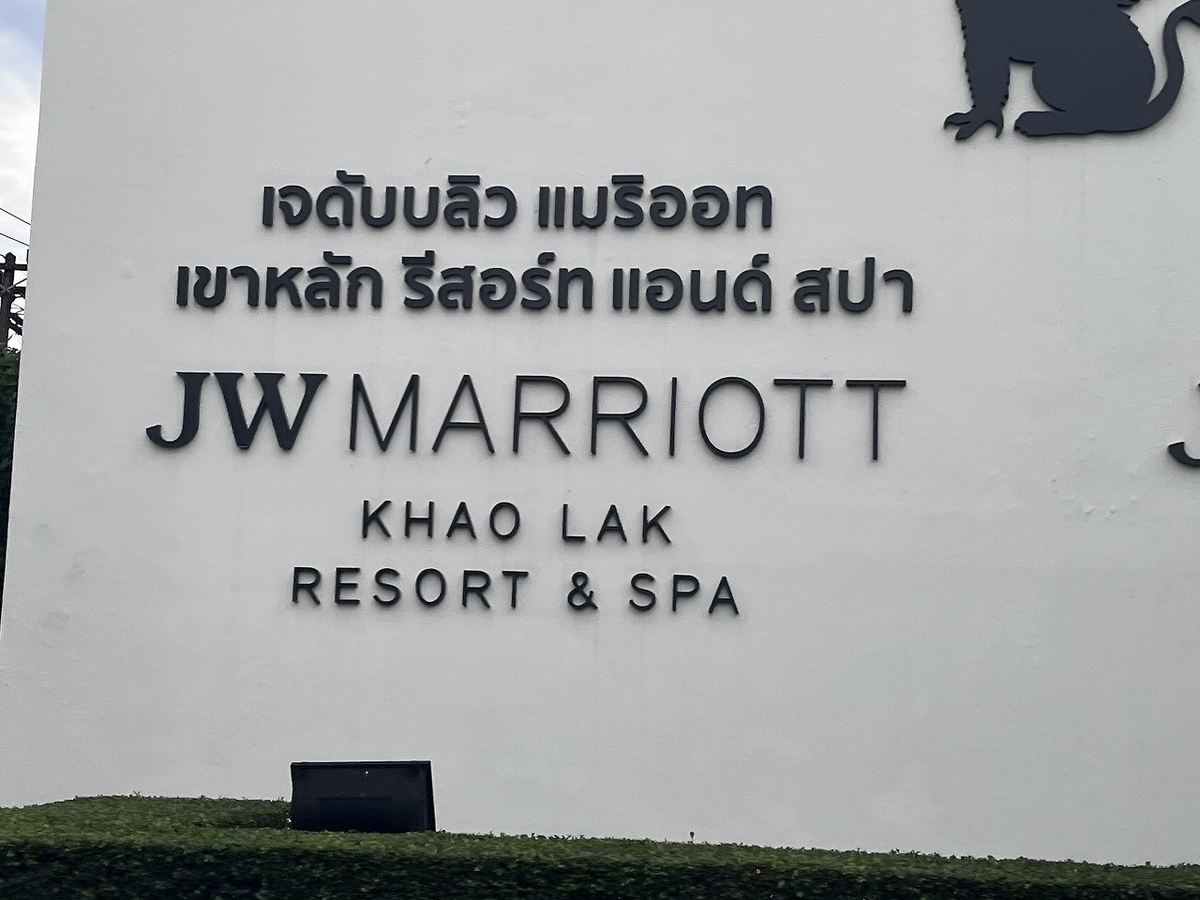 เจดับบลิว แมริออท
เขาหลัก รีสอร์ท แอนด์ สปา
JW MARRIOTT
KHAO LAK
RESORT & SPA